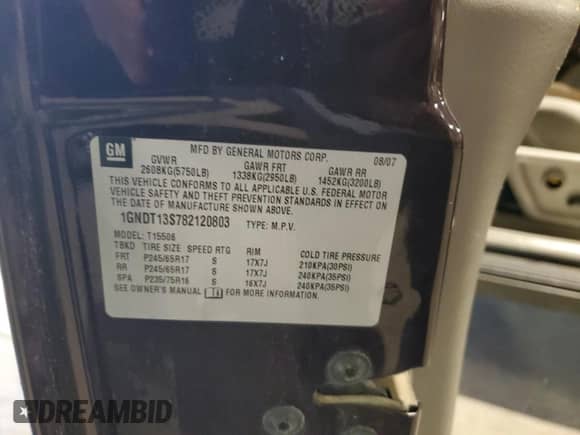 GM
MFD BY GENERAL MOTORS CORP. 08/07
GVWR GAWR FRT GAWR RR
2608KG(5750LB) 1338KG(2950LB) 1452KG(3200LB)
THIS VEHICLE CONFORMS TO ALL APPLICABLE U.S. FEDERAL MOTOR
VEHICLE SAFETY AND THEFT PREVENTION STANDARDS IN EFFECT ON
THE DATE OF MANUFACTURE SHOWN ABOVE.
1GNDT13S782120803 TYPE: M.P.V.
MODEL: T15506
TBKD TIRE SIZE SPEED RTG RIM COLD TIRE PRESSURE
FRT P245/65R17 S 17X7J 210KPA(30PSI)
RR P245/65R17 S 17X7J 240KPA(35PSI)
SPA P235/75R16 S 16X7J 240KPA(35PSI)
SEE OWNER'S MANUAL i FOR MORE INFORMATION.
DREAMBID